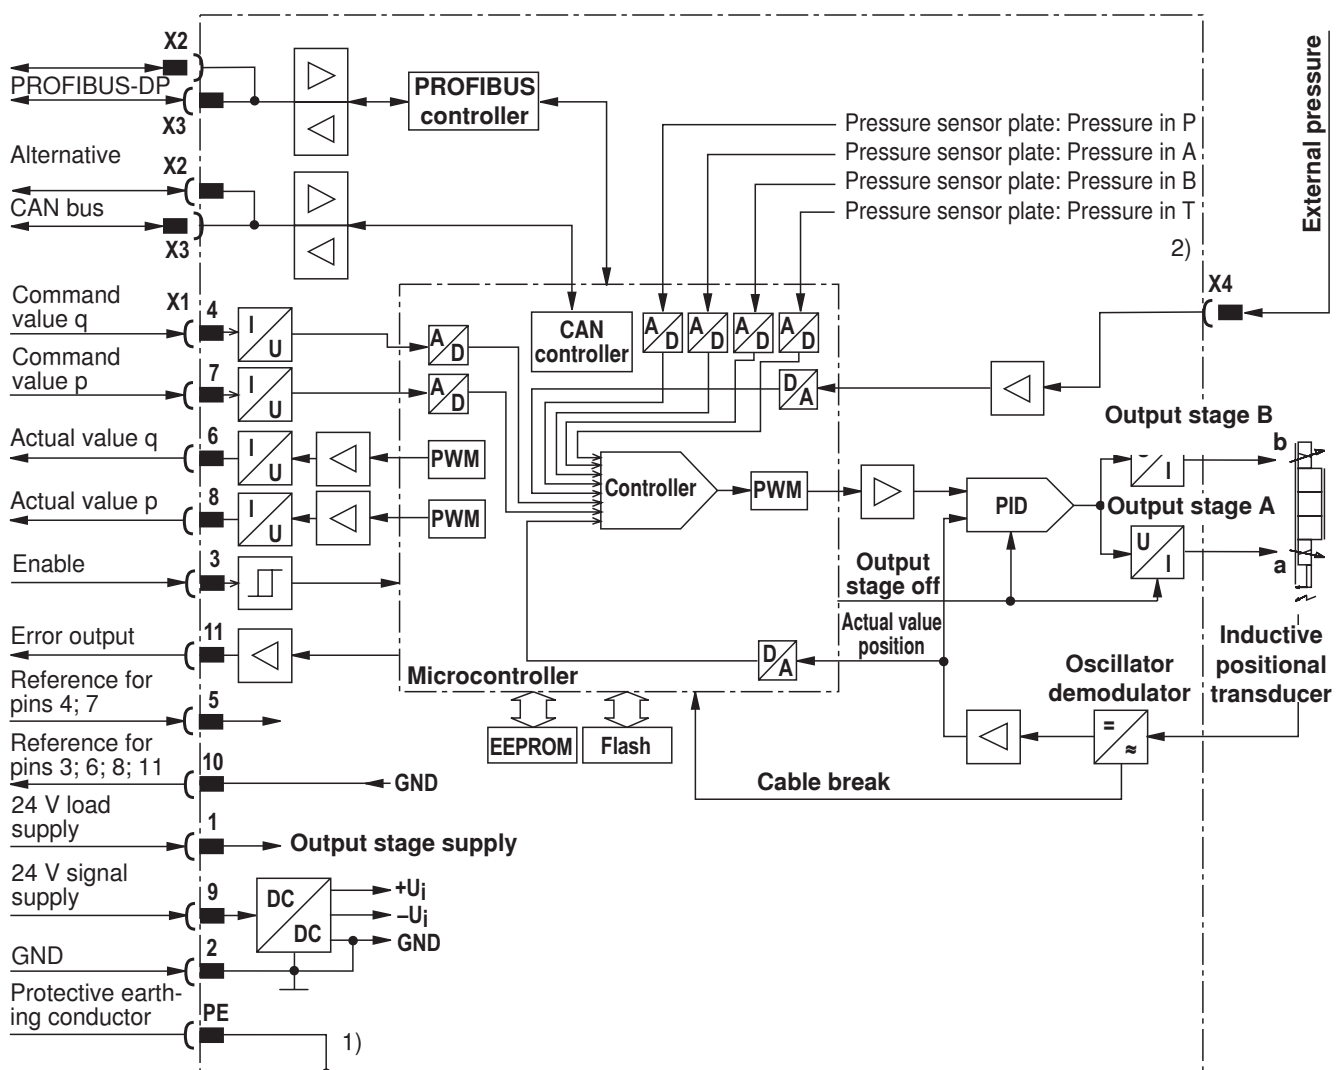 X2
PROFIBUS-DP
X3
PROFIBUS
controller
Alternative
X2
CAN bus
X3
Pressure sensor plate: Pressure in P
Pressure sensor plate: Pressure in A
Pressure sensor plate: Pressure in B
Pressure sensor plate: Pressure in T
2)
External pressure
X4
Command
value q
X1
4
I
U
A
D
CAN
controller
A
D
A
D
A
D
A
D
Command
value p
7
I
U
A
D
D
A
Actual value q
6
I
U
PWM
Actual value p
8
I
U
PWM
Controller
PWM
PID
Output stage B
b
I
Output stage A
U
I
a
Enable
3
Output
stage off
Actual value
position
Error output
11
D
A
Microcontroller
Inductive
positional
transducer
Oscillator
demodulator
=
≈
Reference for
pins 4; 7
5
EEPROM
Flash
Cable break
Reference for
pins 3; 6; 8; 11
10
GND
24 V load
supply
1
Output stage supply
24 V signal
supply
9
DC
DC
+Ui
–Ui
GND
GND
2
Protective earth-
ing conductor
PE
1)